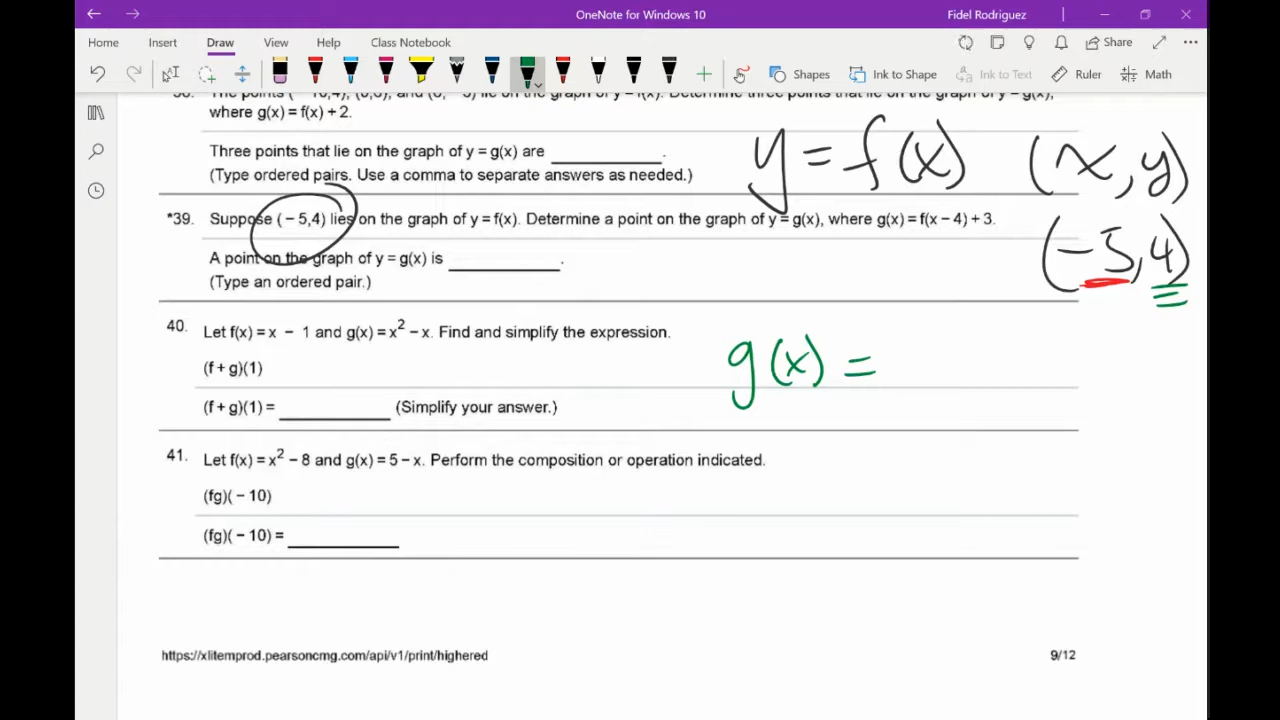 OneNote for Windows 10
Fidel Rodriguez
Home Insert Draw View Help Class Notebook
Share
Shapes Ink to Shape Ink to Text Ruler Math
where g(x) = f(x) + 2.
Three points that lie on the graph of y = g(x) are ________.
(Type ordered pairs. Use a comma to separate answers as needed.)
y = f(x) (x, y)
*39. Suppose (−5,4) lies on the graph of y = f(x). Determine a point on the graph of y = g(x), where g(x) = f(x − 4) + 3.
(−5, 4)
A point on the graph of y = g(x) is ________.
(Type an ordered pair.)
40. Let f(x) = x − 1 and g(x) = x² − x. Find and simplify the expression.
(f + g)(1)
g(x) =
(f + g)(1) = ________ (Simplify your answer.)
41. Let f(x) = x² − 8 and g(x) = 5 − x. Perform the composition or operation indicated.
(fg)(−10)
(fg)(−10) = ________
https://xlitemprod.pearsoncmg.com/api/v1/print/highered 9/12